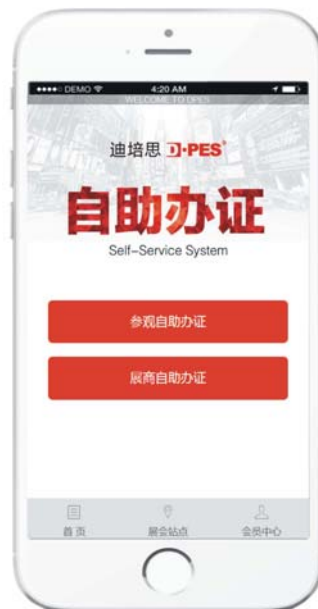 DEMO 4:20 AM
WELCOME TO DPES
迪培思 D·PES®
自助办证
Self-Service System
参观自助办证
展商自助办证
首页 展会站点 会员中心